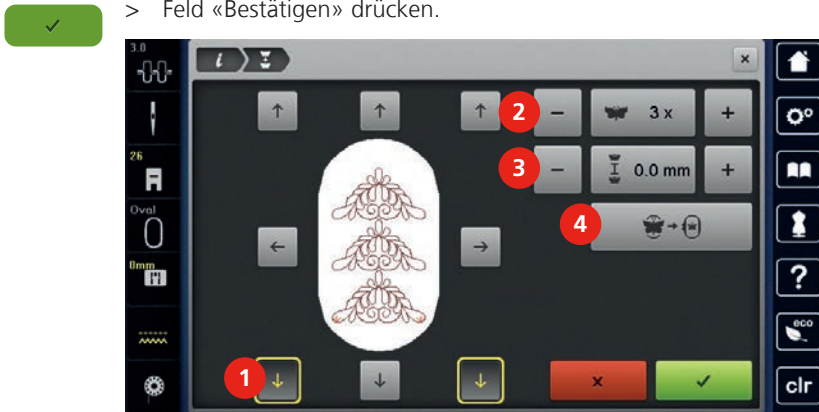 > Feld «Bestätigen» drücken.
3.0
i
2
3 x
26
3
0.0 mm
Oval
4
0mm
?
eco
1
clr